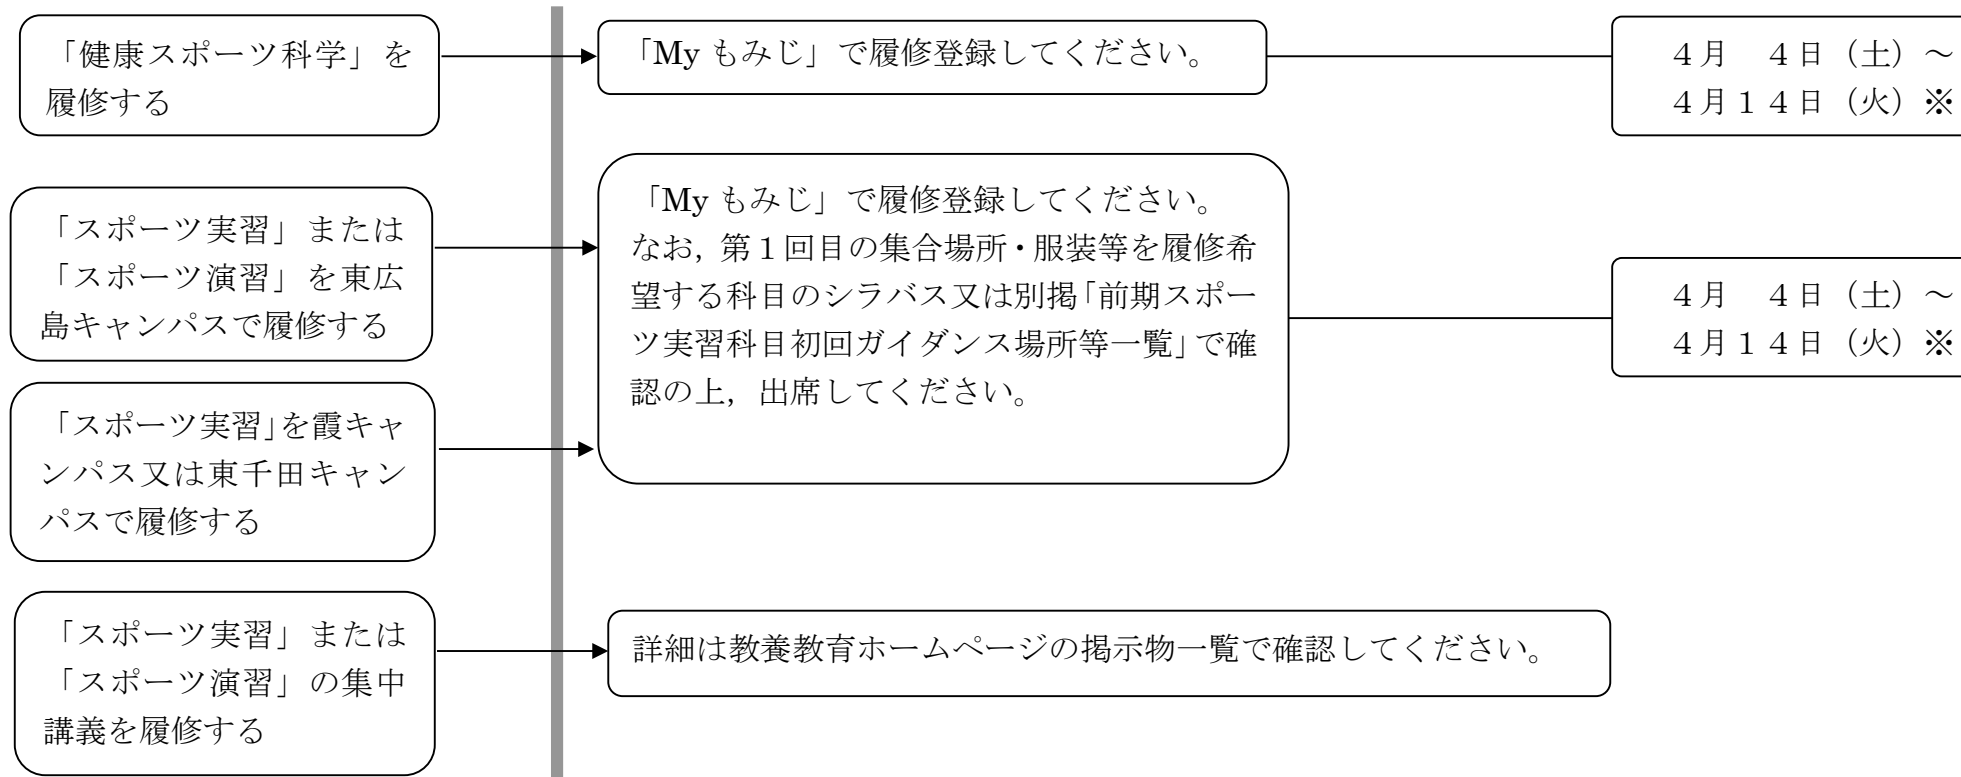 「健康スポーツ科学」を
履修する
「My もみじ」で履修登録してください。
４月　４日（土）～
４月１４日（火）※
「スポーツ実習」または
「スポーツ演習」を東広
島キャンパスで履修する
「My もみじ」で履修登録してください。
なお，第１回目の集合場所・服装等を履修希
望する科目のシラバス又は別掲「前期スポー
ツ実習科目初回ガイダンス場所等一覧」で確
認の上，出席してください。
４月　４日（土）～
４月１４日（火）※
「スポーツ実習」を霞キャ
ンパス又は東千田キャン
パスで履修する
「スポーツ実習」または
「スポーツ演習」の集中
講義を履修する
詳細は教養教育ホームページの掲示物一覧で確認してください。